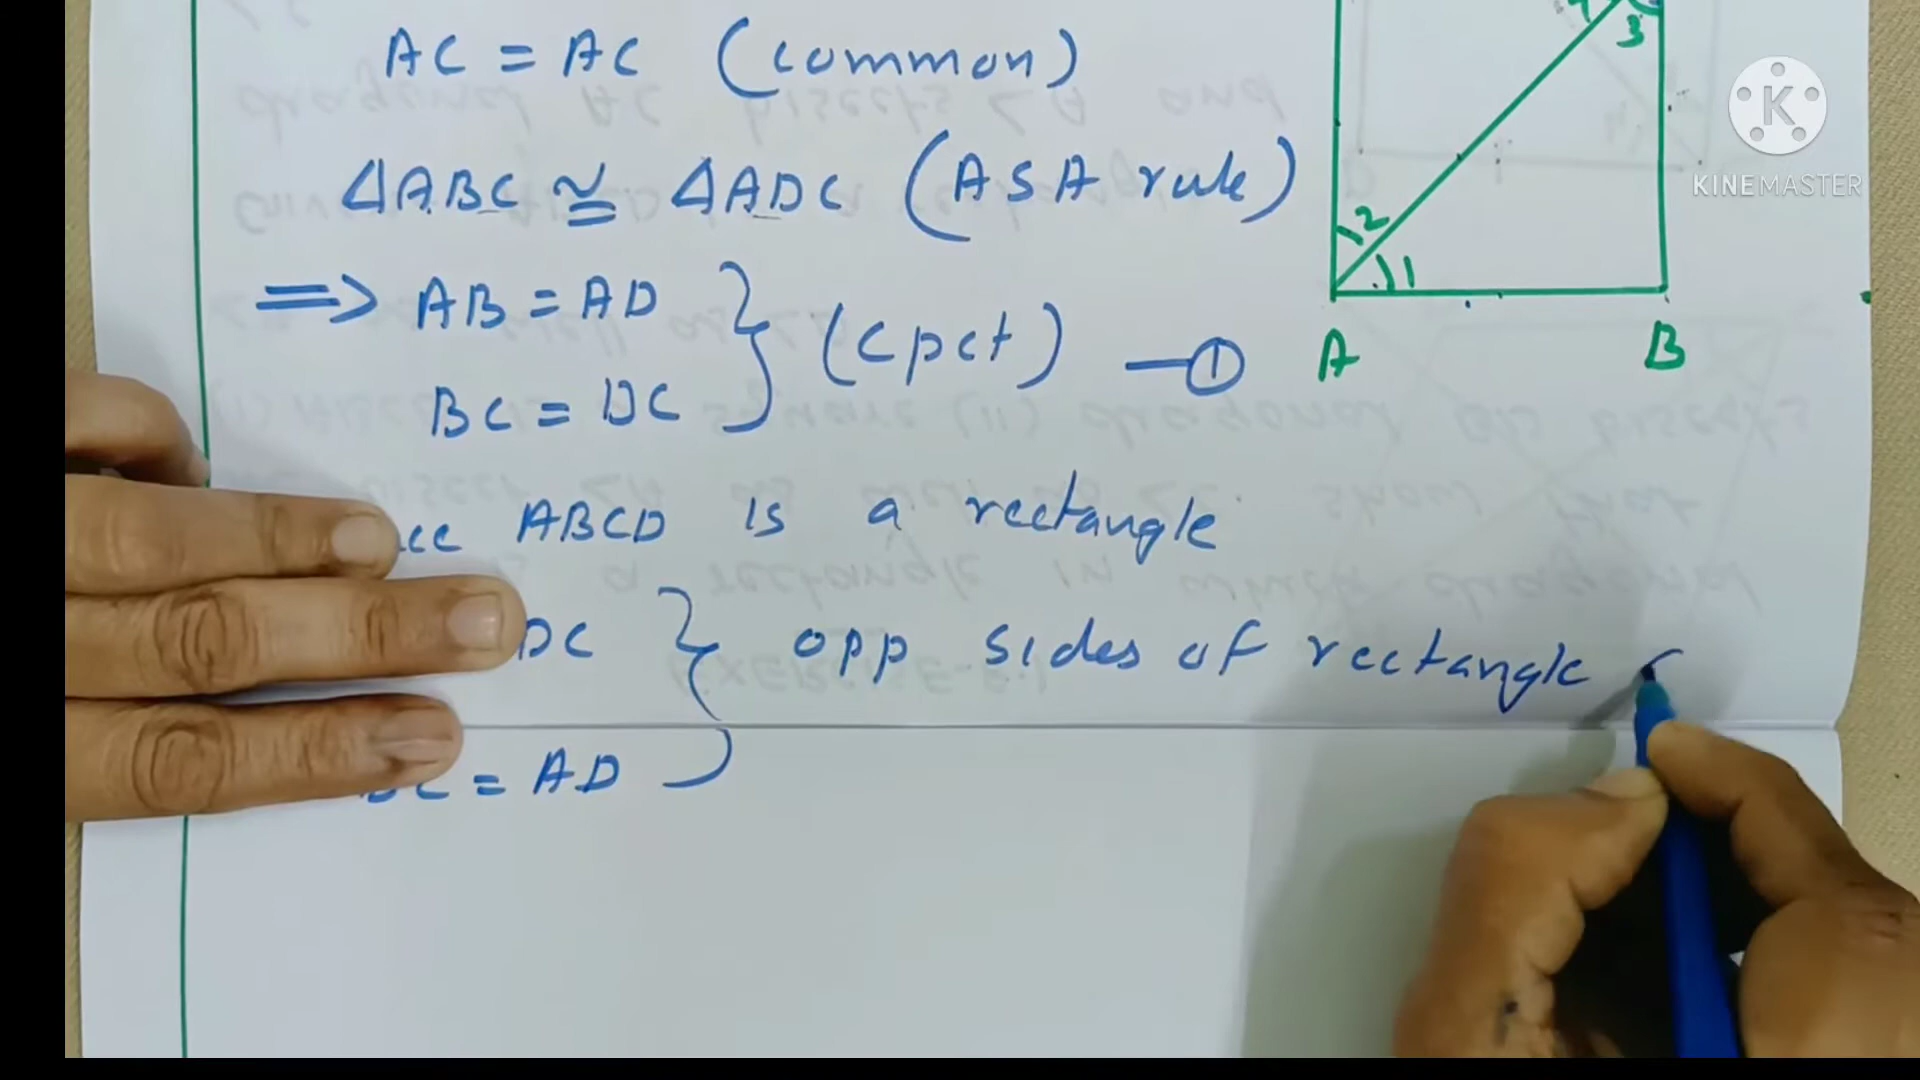 AC = AC (common)
ΔABC ≅ ΔADC (ASA rule)
⇒ AB = AD
BC = DC
} (cpct) — ①
ABCD is a rectangle
DC } opp sides of rectangle
= AD
3
2
1
A
B
K
KINEMASTER